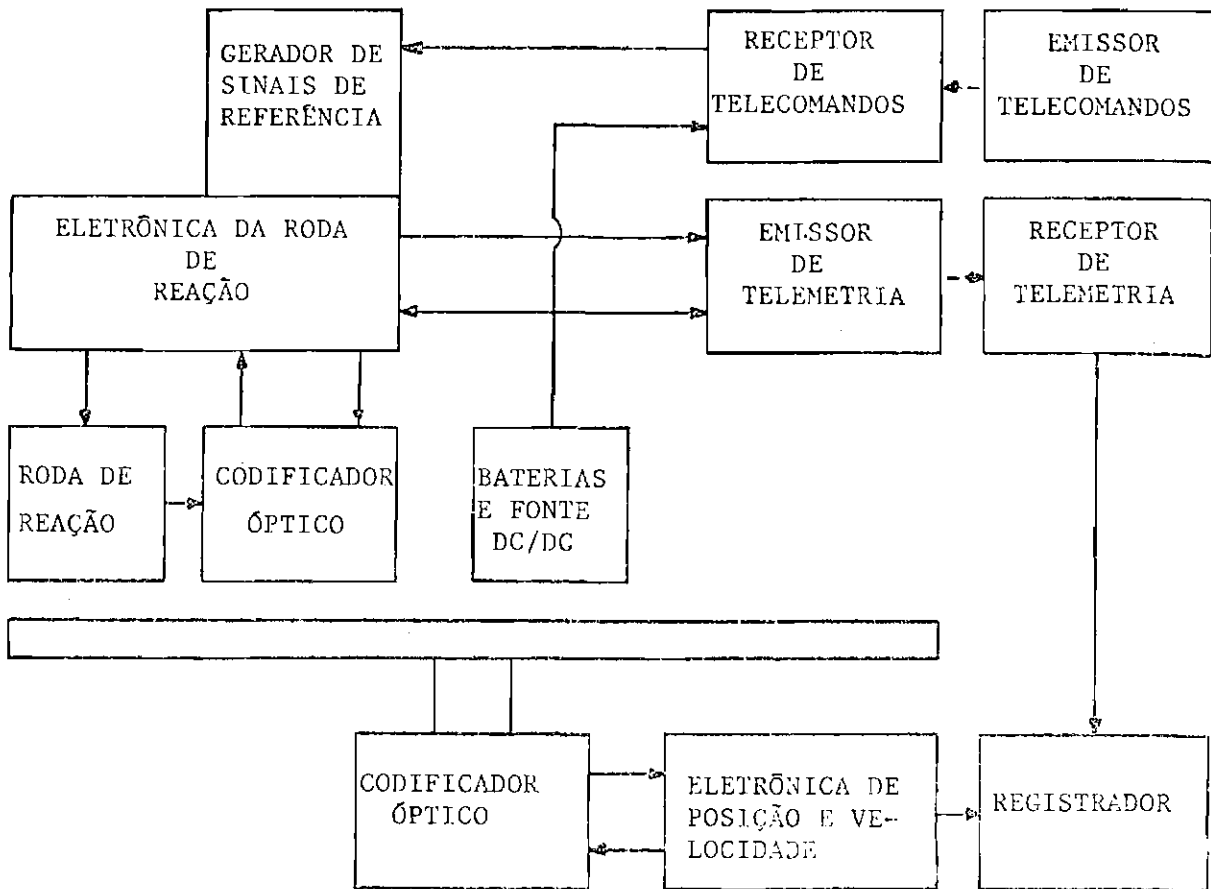 GERADOR DE
SINAIS DE
REFERÊNCIA
RECEPTOR
DE
TELECOMANDOS
EMISSOR
DE
TELECOMANDOS
ELETRÔNICA DA RODA
DE
REAÇÃO
EMISSOR
DE
TELEMETRIA
RECEPTOR
DE
TELEMETRIA
RODA DE
REAÇÃO
CODIFICADOR
ÓPTICO
BATERIAS
E FONTE
DC/DG
CODIFICADOR
ÓPTICO
ELETRÔNICA DE
POSIÇÃO E VE-
LOCIDADE
REGISTRADOR